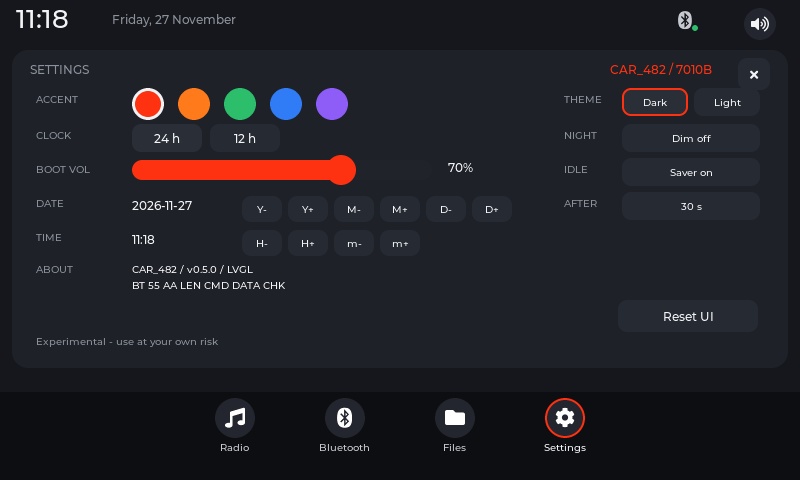 11:18
Friday, 27 November
SETTINGS
CAR_482 / 7010B
ACCENT
THEME
Dark
Light
CLOCK
24 h
12 h
NIGHT
Dim off
BOOT VOL
70%
IDLE
Saver on
DATE
2026-11-27
Y-
Y+
M-
M+
D-
D+
AFTER
30 s
TIME
11:18
H-
H+
m-
m+
ABOUT
CAR_482 / v0.5.0 / LVGL
BT 55 AA LEN CMD DATA CHK
Reset UI
Experimental - use at your own risk
Radio
Bluetooth
Files
Settings